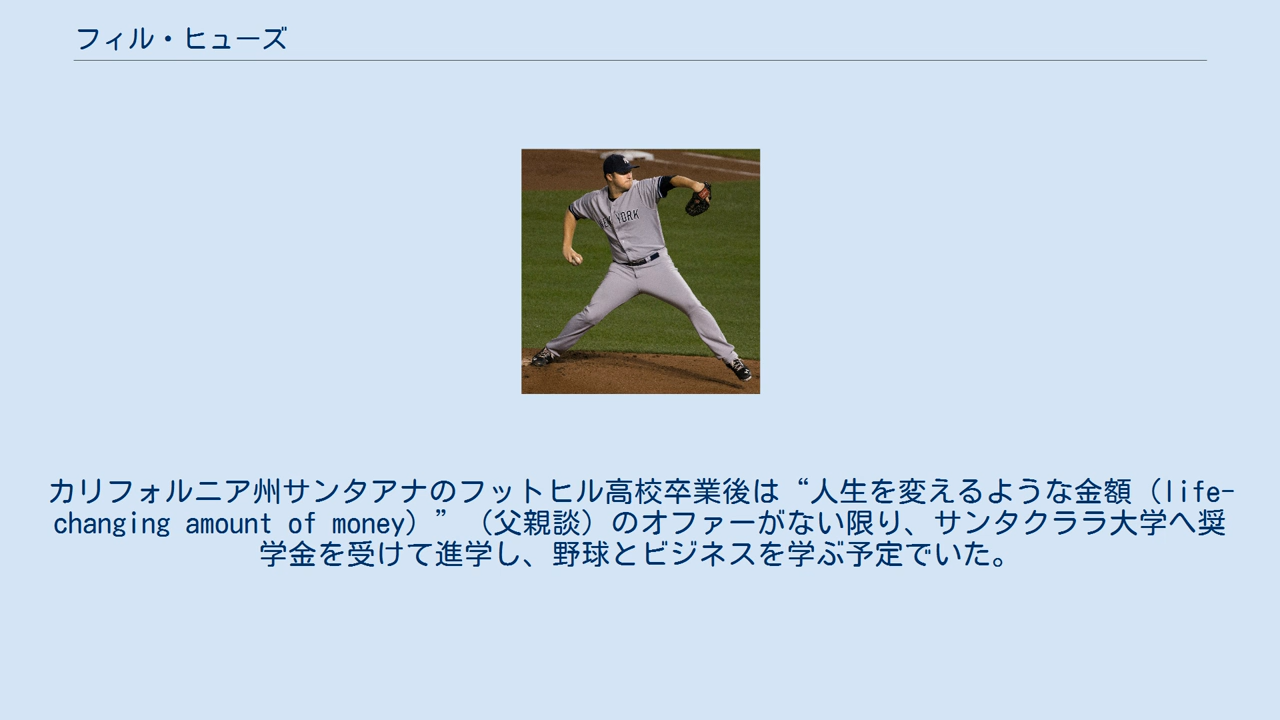 フィル・ヒューズ
NEW YORK
カリフォルニア州サンタアナのフットヒル高校卒業後は“人生を変えるような金額（life-
changing amount of money）”（父親談）のオファーがない限り、サンタクララ大学へ奨
学金を受けて進学し、野球とビジネスを学ぶ予定でいた。